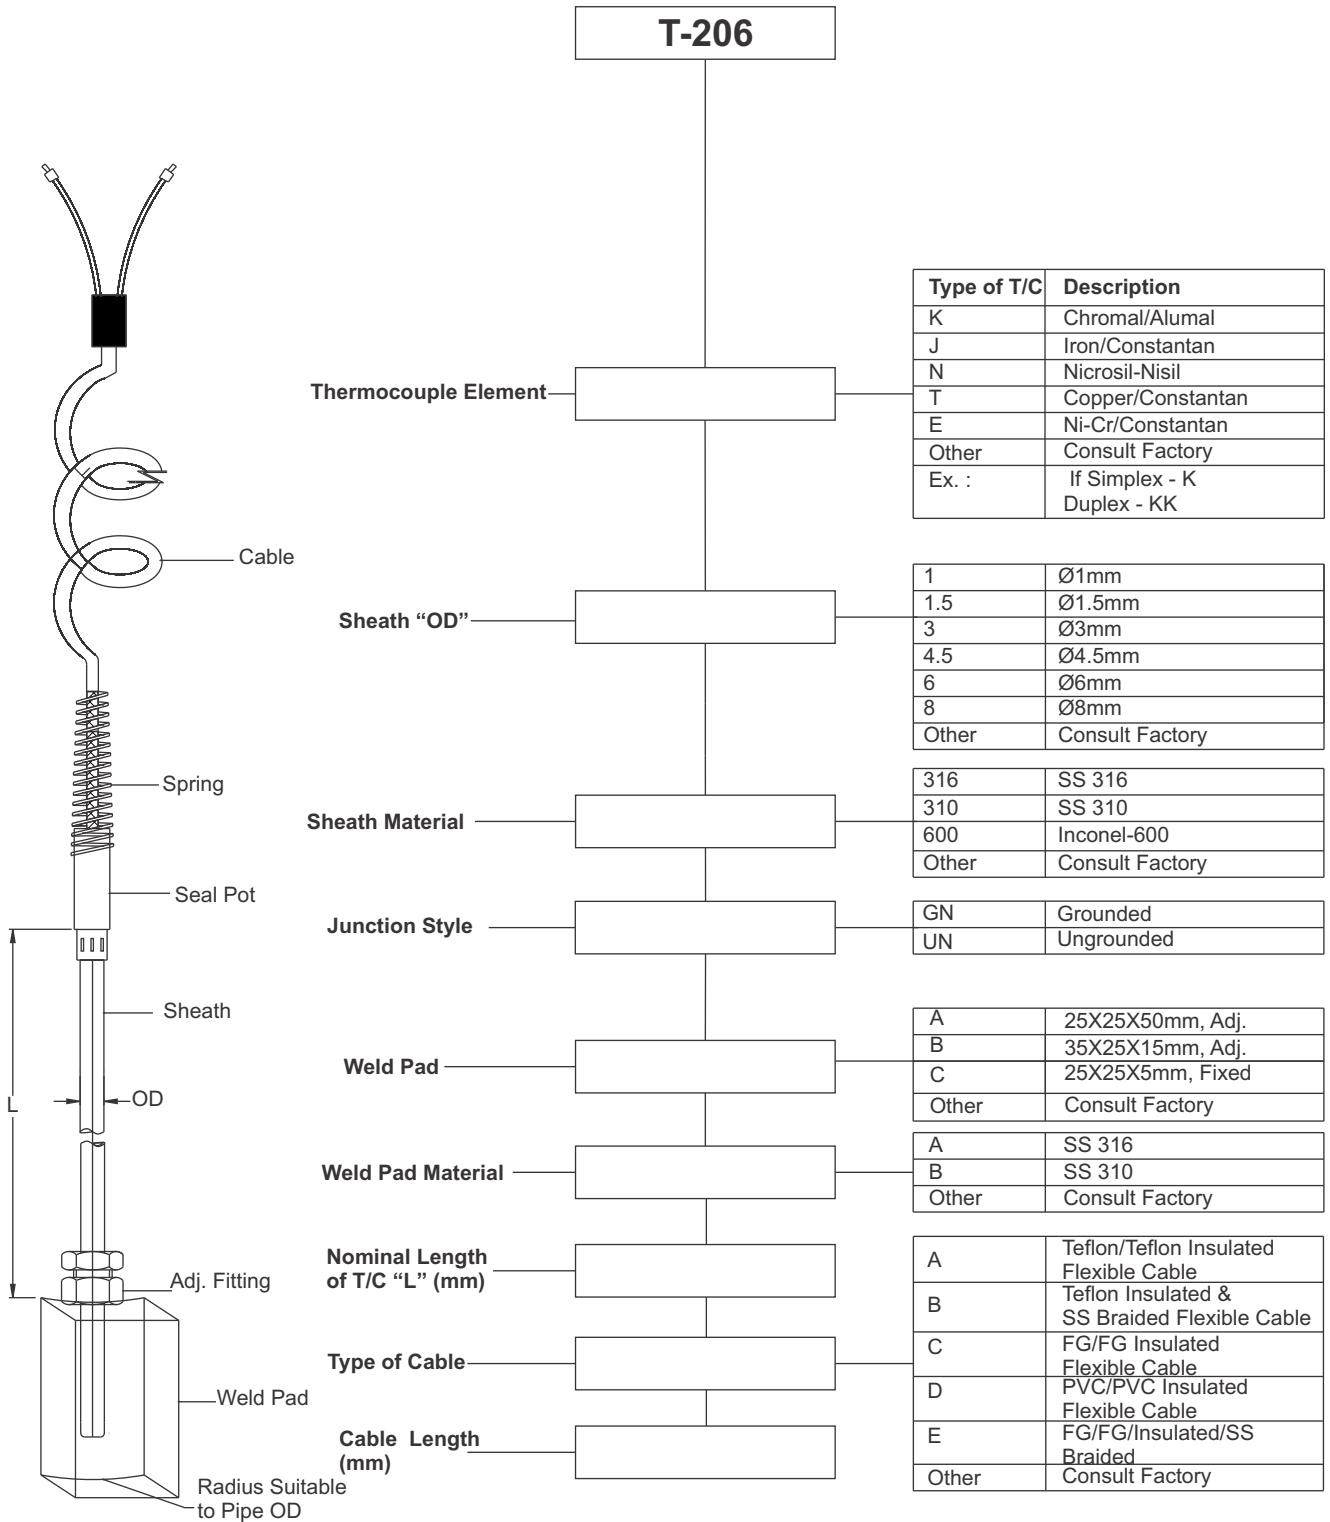 T-206
Thermocouple Element
Type of T/C Description
K Chromal/Alumal
J Iron/Constantan
N Nicrosil-Nisil
T Copper/Constantan
E Ni-Cr/Constantan
Other Consult Factory
Ex. : If Simplex - K
Duplex - KK
Cable
Sheath “OD”
1 Ø1mm
1.5 Ø1.5mm
3 Ø3mm
4.5 Ø4.5mm
6 Ø6mm
8 Ø8mm
Other Consult Factory
Spring
Sheath Material
316 SS 316
310 SS 310
600 Inconel-600
Other Consult Factory
Seal Pot
Junction Style
GN Grounded
UN Ungrounded
Sheath
Weld Pad
A 25X25X50mm, Adj.
B 35X25X15mm, Adj.
C 25X25X5mm, Fixed
Other Consult Factory
L
OD
Weld Pad Material
A SS 316
B SS 310
Other Consult Factory
Adj. Fitting
Nominal Length
of T/C “L” (mm)
Type of Cable
A Teflon/Teflon Insulated
Flexible Cable
B Teflon Insulated &
SS Braided Flexible Cable
C FG/FG Insulated
Flexible Cable
D PVC/PVC Insulated
Flexible Cable
E FG/FG/Insulated/SS
Braided
Other Consult Factory
Weld Pad
Cable Length
(mm)
Radius Suitable
to Pipe OD